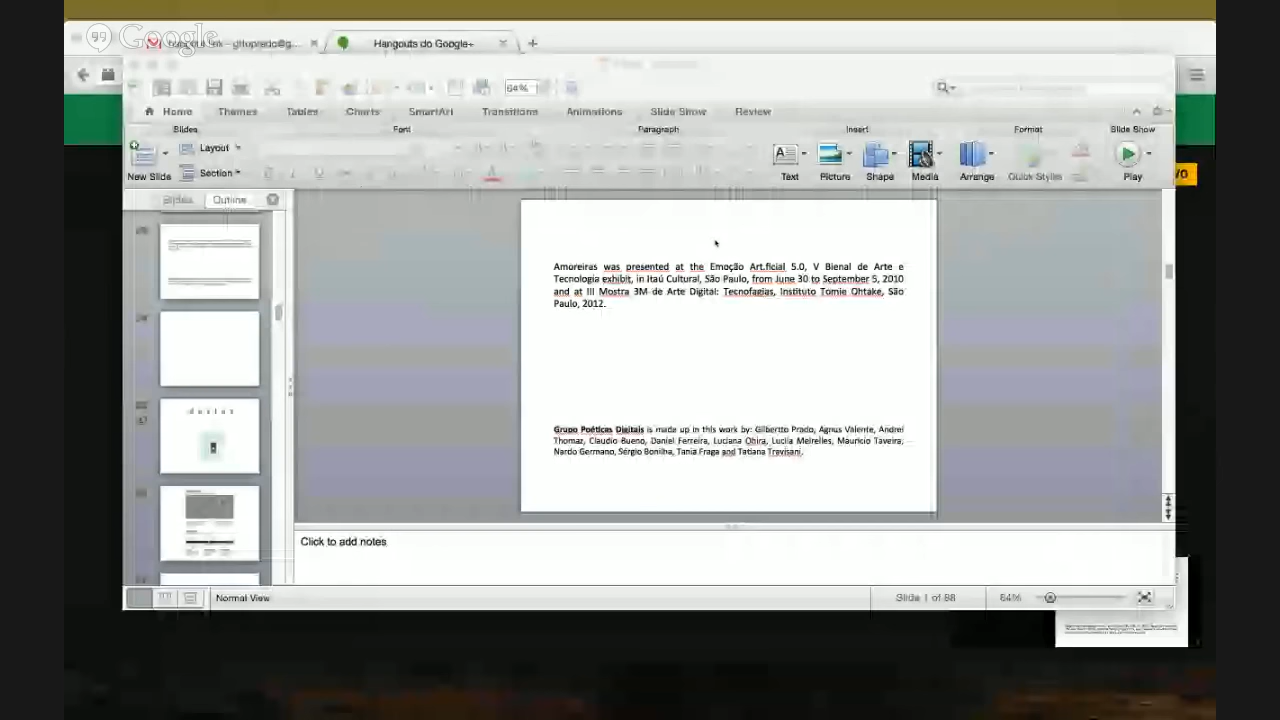 Google
Hangouts do Google+
64%
Home Themes Tables Charts SmartArt Transitions Animations Slide Show Review
Slides Font Paragraph Insert Format Slide Show
New Slide Layout Section Text Picture Shape Media Arrange Quick Styles Play
Slides Outline
Amoreiras was presented at the Emoção Art.ficial 5.0, V Bienal de Arte e
Tecnologia exhibit, in Itaú Cultural, São Paulo, from June 30 to September 5, 2010
and at III Mostra 3M de Arte Digital: Tecnofagias, Instituto Tomie Ohtake, São
Paulo, 2012.
Grupo Poéticas Digitais is made up in this work by: Gilbertto Prado, Agnus Valente, Andrei
Thomaz, Claudio Bueno, Daniel Ferreira, Luciana Ohira, Lucila Meirelles, Maurício Taveira,
Nardo Germano, Sérgio Bonilha, Tania Fraga and Tatiana Travisani.
Click to add notes
Normal View Slide 1 of 88 64%